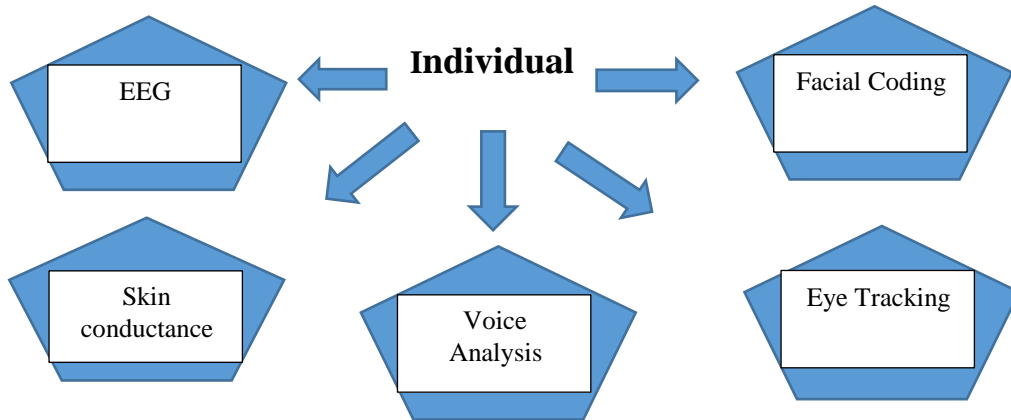 Individual
EEG
Facial Coding
Skin
conductance
Voice
Analysis
Eye Tracking